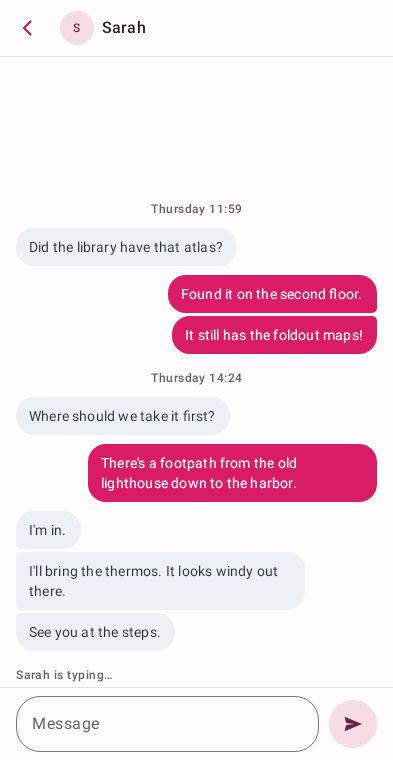 S
Sarah
Thursday 11:59
Did the library have that atlas?
Found it on the second floor.
It still has the foldout maps!
Thursday 14:24
Where should we take it first?
There's a footpath from the old
lighthouse down to the harbor.
I'm in.
I'll bring the thermos. It looks windy out
there.
See you at the steps.
Sarah is typing…
Message